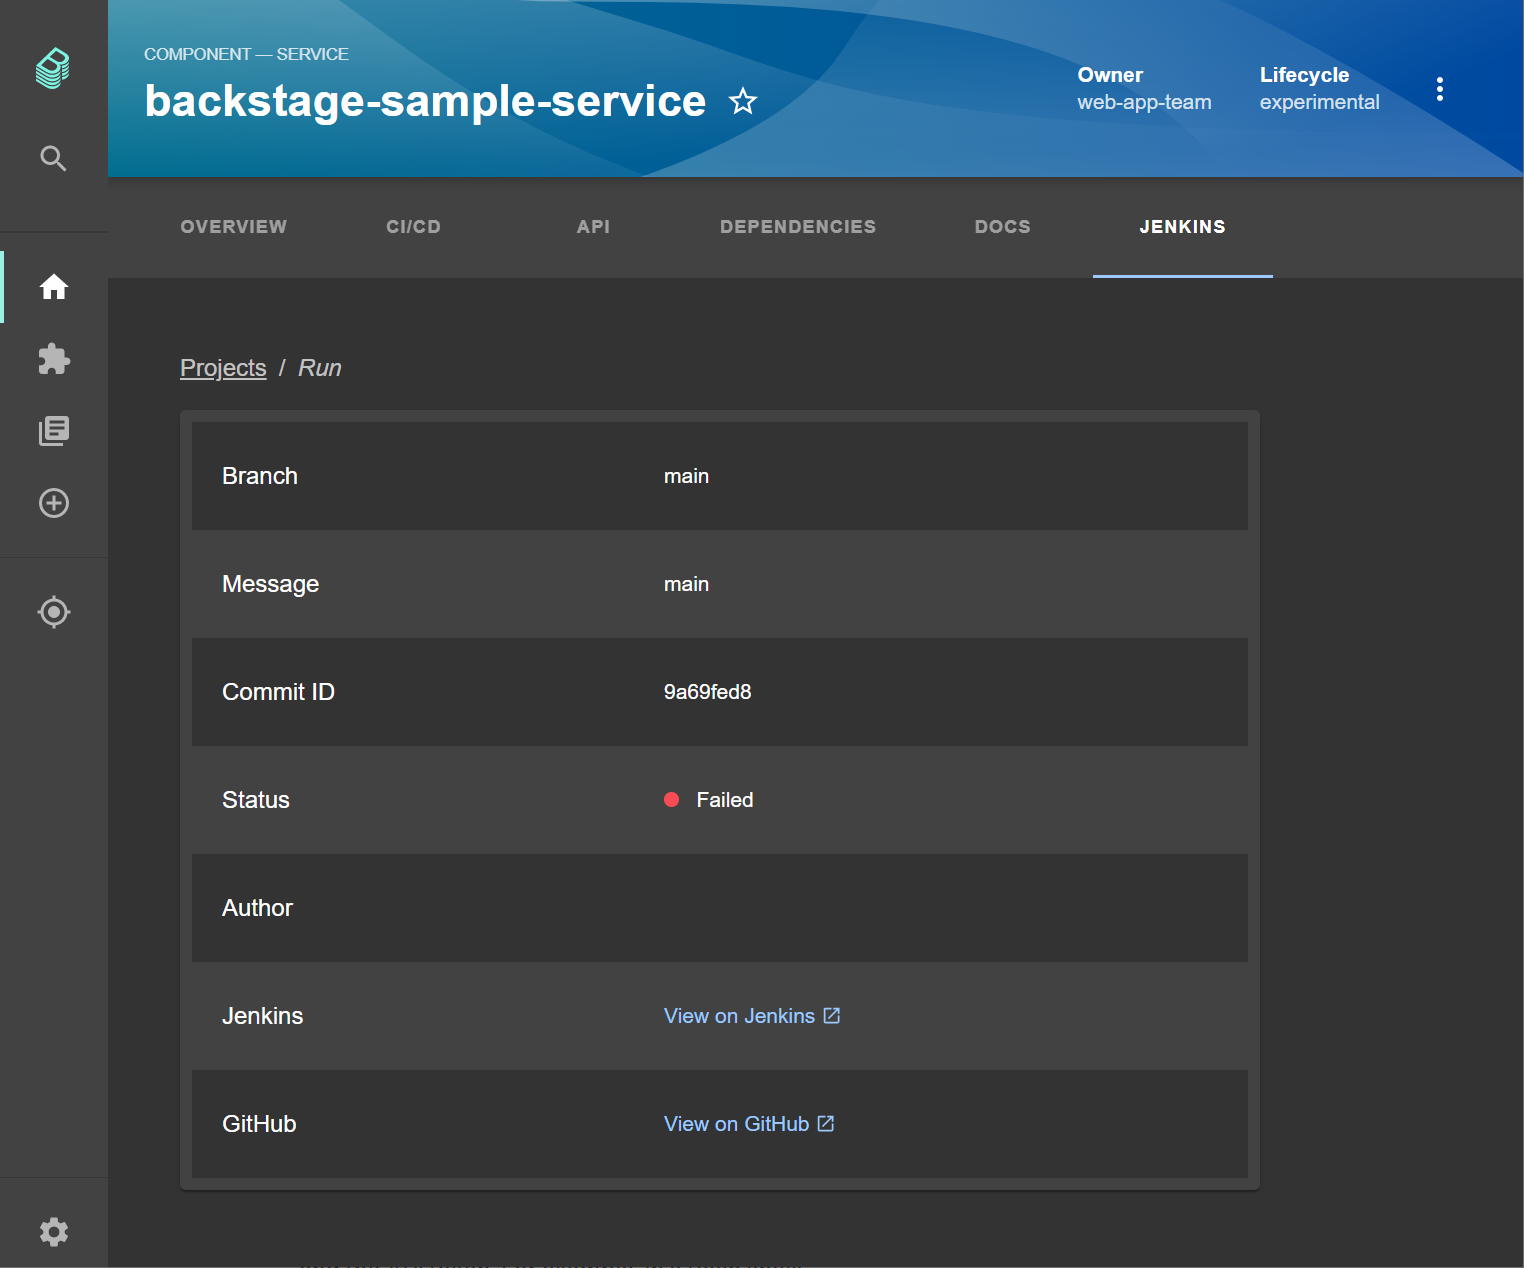 COMPONENT — SERVICE
backstage-sample-service
Owner
web-app-team
Lifecycle
experimental
OVERVIEW
CI/CD
API
DEPENDENCIES
DOCS
JENKINS
Projects / Run
Branch
main
Message
main
Commit ID
9a69fed8
Status
Failed
Author
Jenkins
View on Jenkins
GitHub
View on GitHub